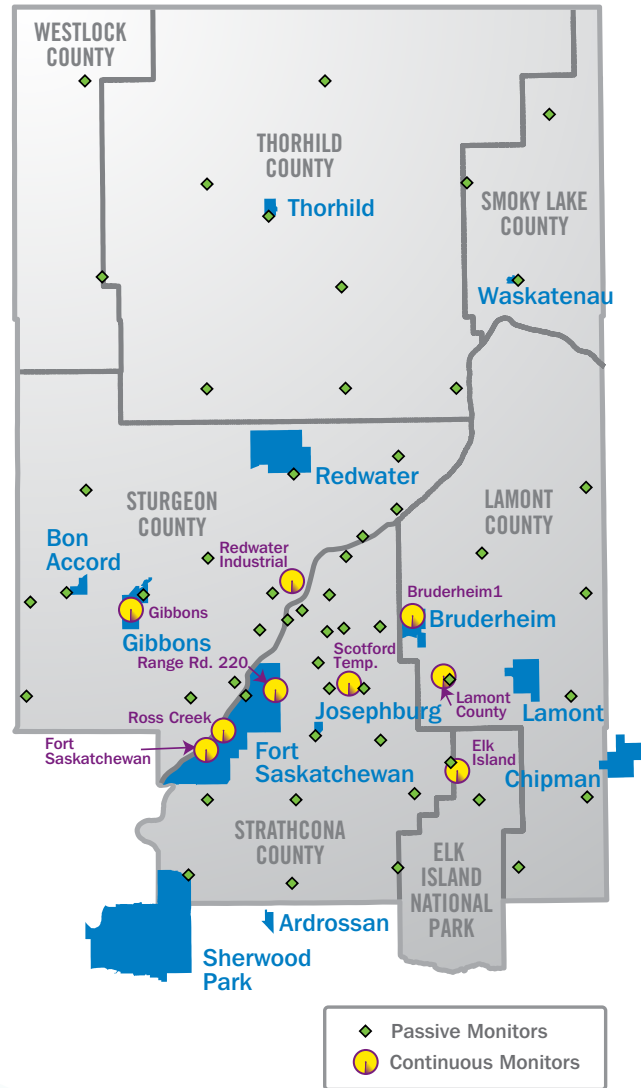 WESTLOCK
COUNTY
THORHILD
COUNTY
Thorhild
SMOKY LAKE
COUNTY
Waskatenau
Redwater
STURGEON
COUNTY
LAMONT
COUNTY
Bon
Accord
Redwater
Industrial
Gibbons
Gibbons
Bruderheim1
Bruderheim
Range Rd. 220
Scotford
Temp.
Josephburg
Lamont
County
Lamont
Ross Creek
Fort
Saskatchewan
Fort
Saskatchewan
Elk
Island
Chipman
STRATHCONA
COUNTY
ELK
ISLAND
NATIONAL
PARK
Ardrossan
Sherwood
Park
Passive Monitors
Continuous Monitors